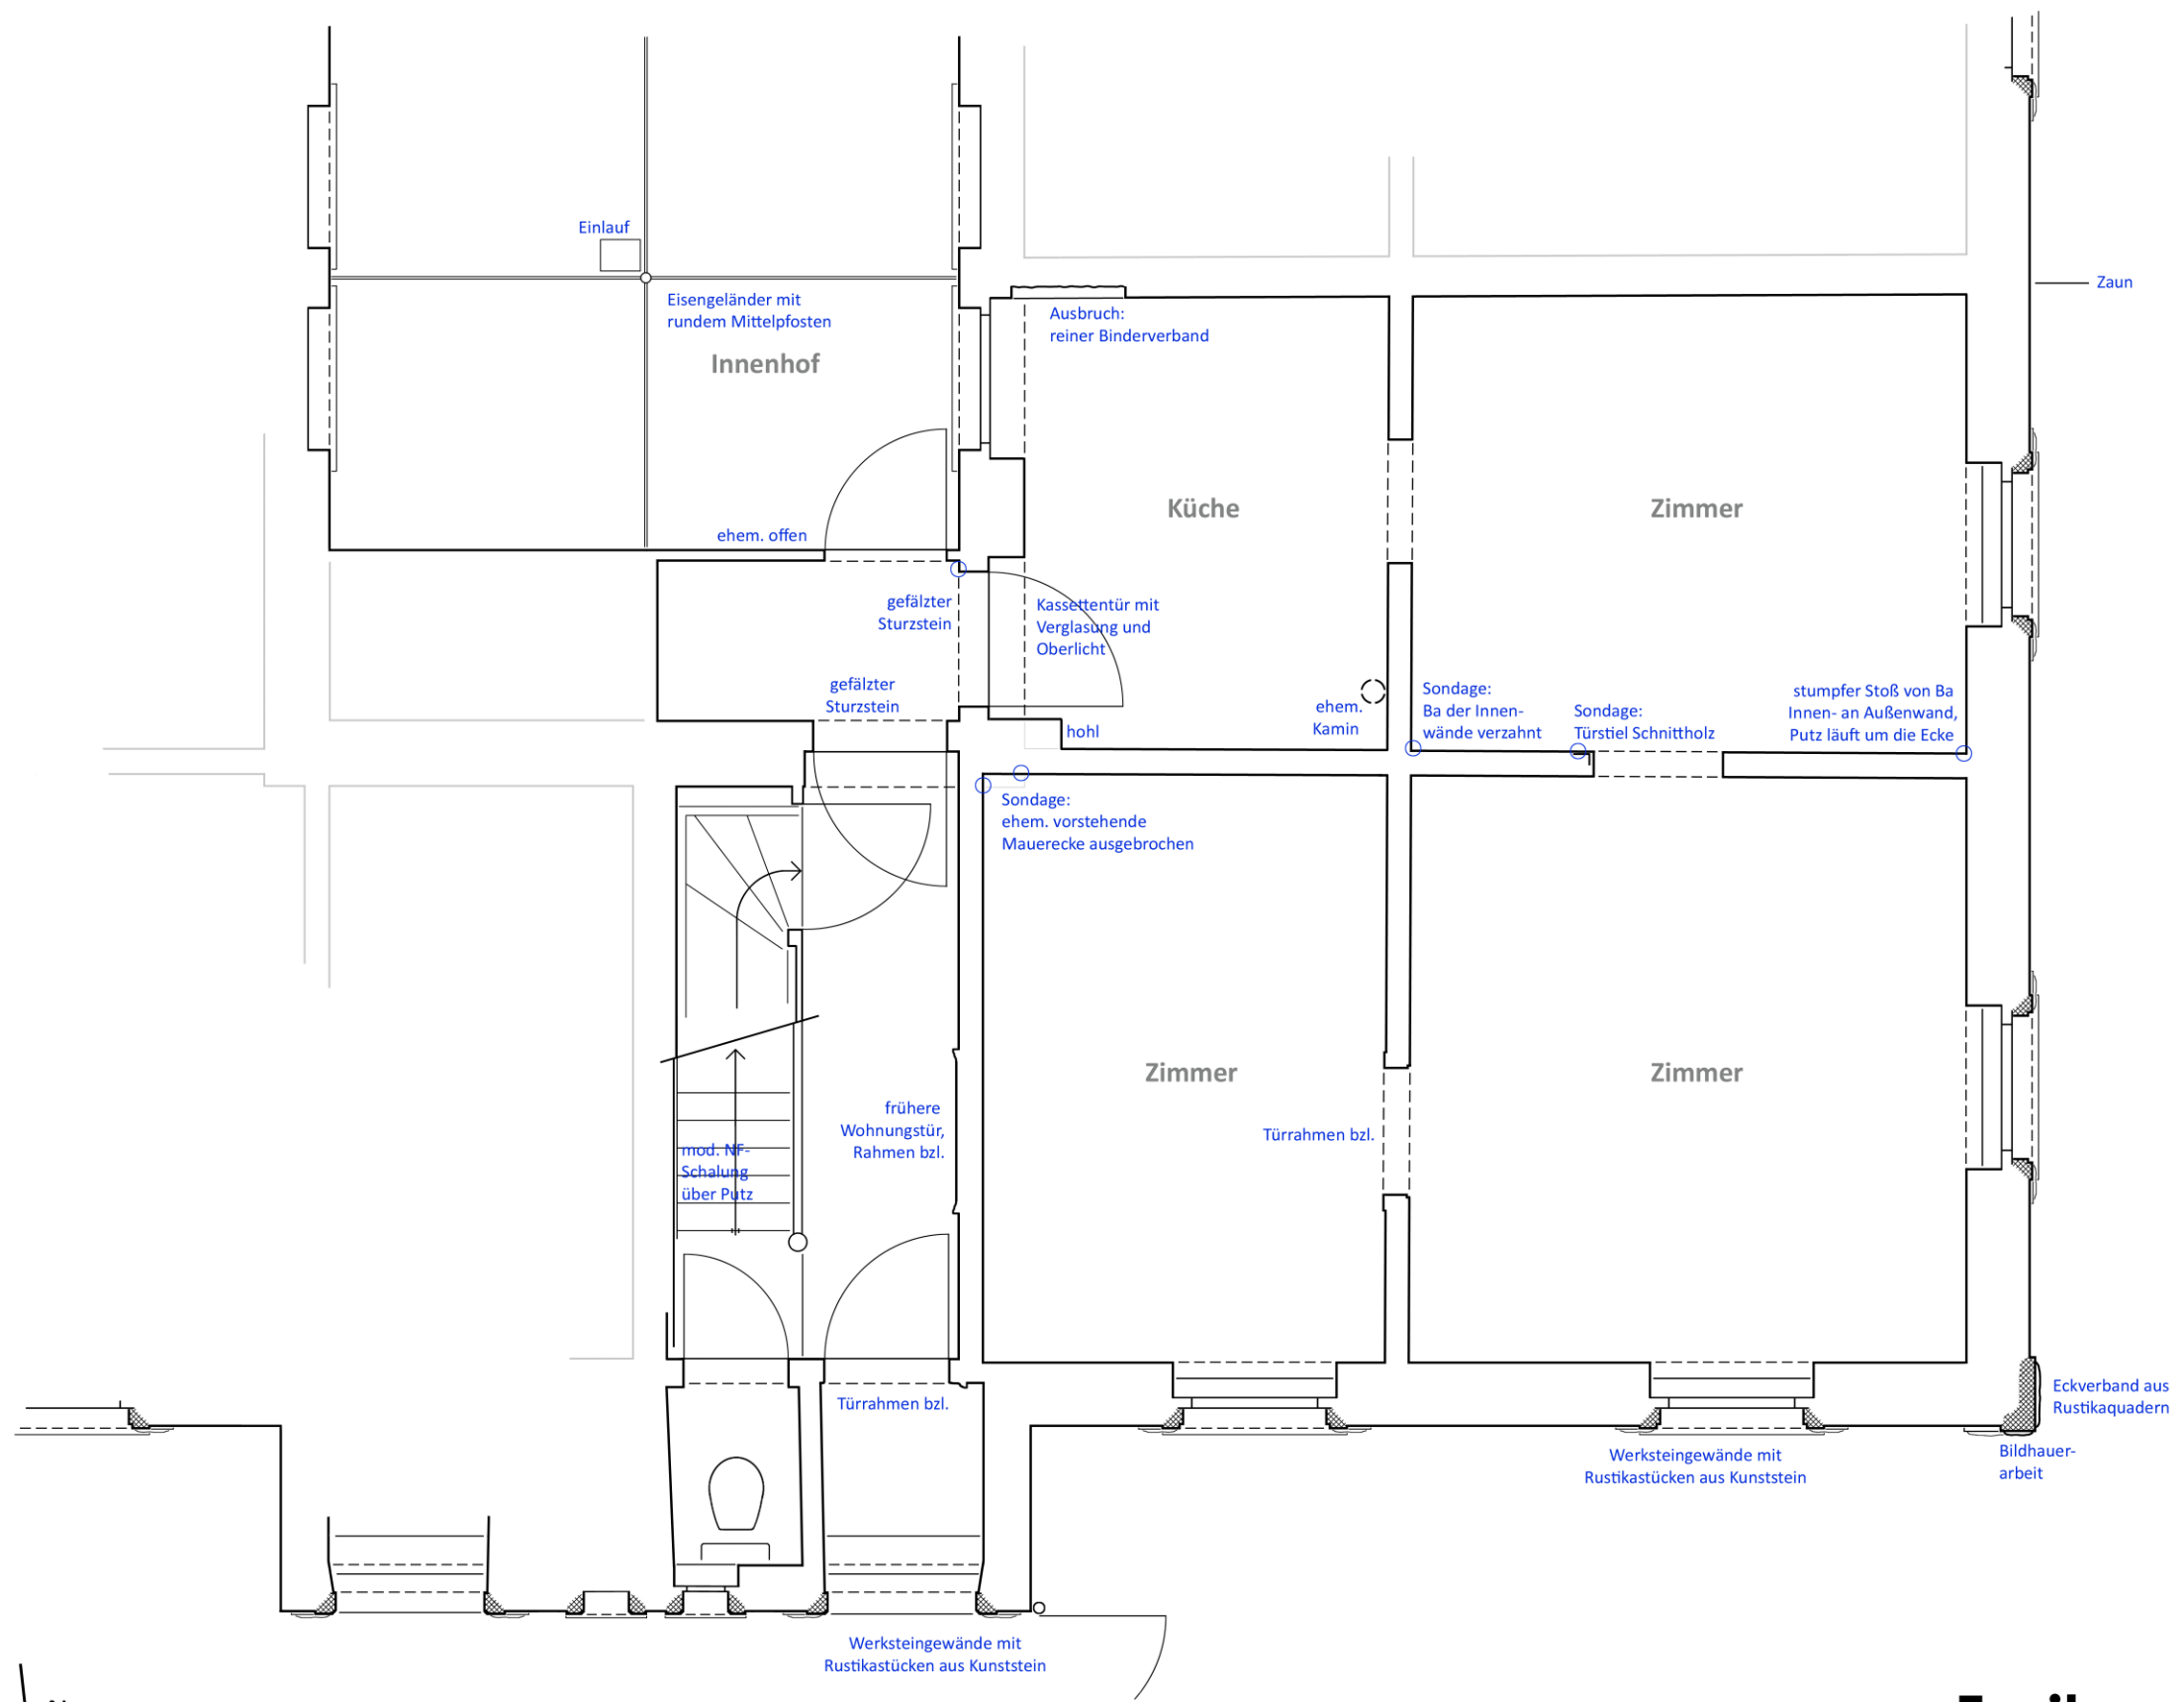 Einlauf
Zaun
Eisengeländer mit
rundem Mittelpfosten
Ausbruch:
reiner Binderverband
Innenhof
Küche
Zimmer
ehem. offen
gefälzter
Sturzstein
Kassettentür mit
Verglasung und
Oberlicht
gefälzter
Sturzstein
ehem.
Kamin
hohl
Sondage:
Ba der Innen-
wände verzahnt
Sondage:
Türstiel Schnittholz
stumpfer Stoß von Ba
Innen- an Außenwand,
Putz läuft um die Ecke
Sondage:
ehem. vorstehende
Mauerecke ausgebrochen
Zimmer
Zimmer
frühere
Wohnungstür,
Rahmen bzl.
Türrahmen bzl.
mod. NF-
Schalung
über Putz
Türrahmen bzl.
Eckverband aus
Rustikaquadern
Bildhauer-
arbeit
Werksteingewände mit
Rustikastücken aus Kunststein
Werksteingewände mit
Rustikastücken aus Kunststein